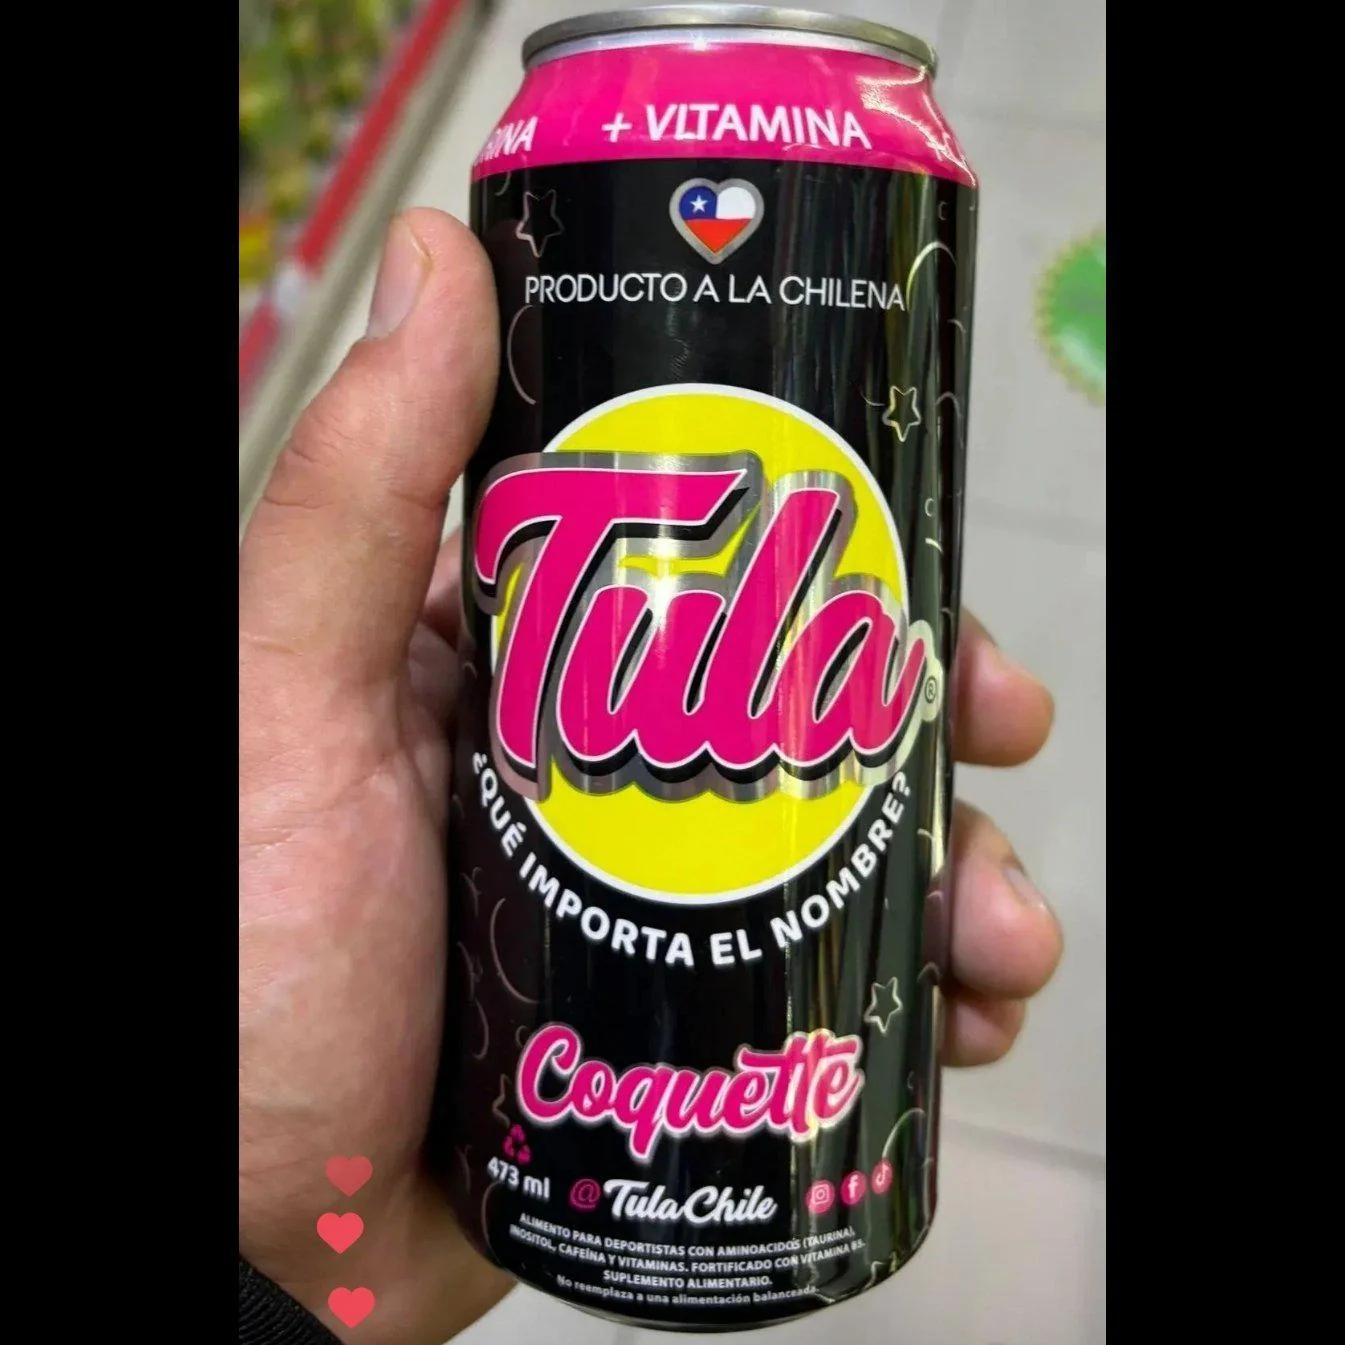 + VITAMINA
PRODUCTO A LA CHILENA
Tula®
¿QUÉ IMPORTA EL NOMBRE?
Coquette
473 ml @TulaChile
ALIMENTO PARA DEPORTISTAS CON AMINOACIDOS (TAURINA),
INOSITOL, CAFEÍNA Y VITAMINAS. FORTIFICADO CON VITAMINA B5.
SUPLEMENTO ALIMENTARIO.
No reemplaza a una alimentación balanceada.